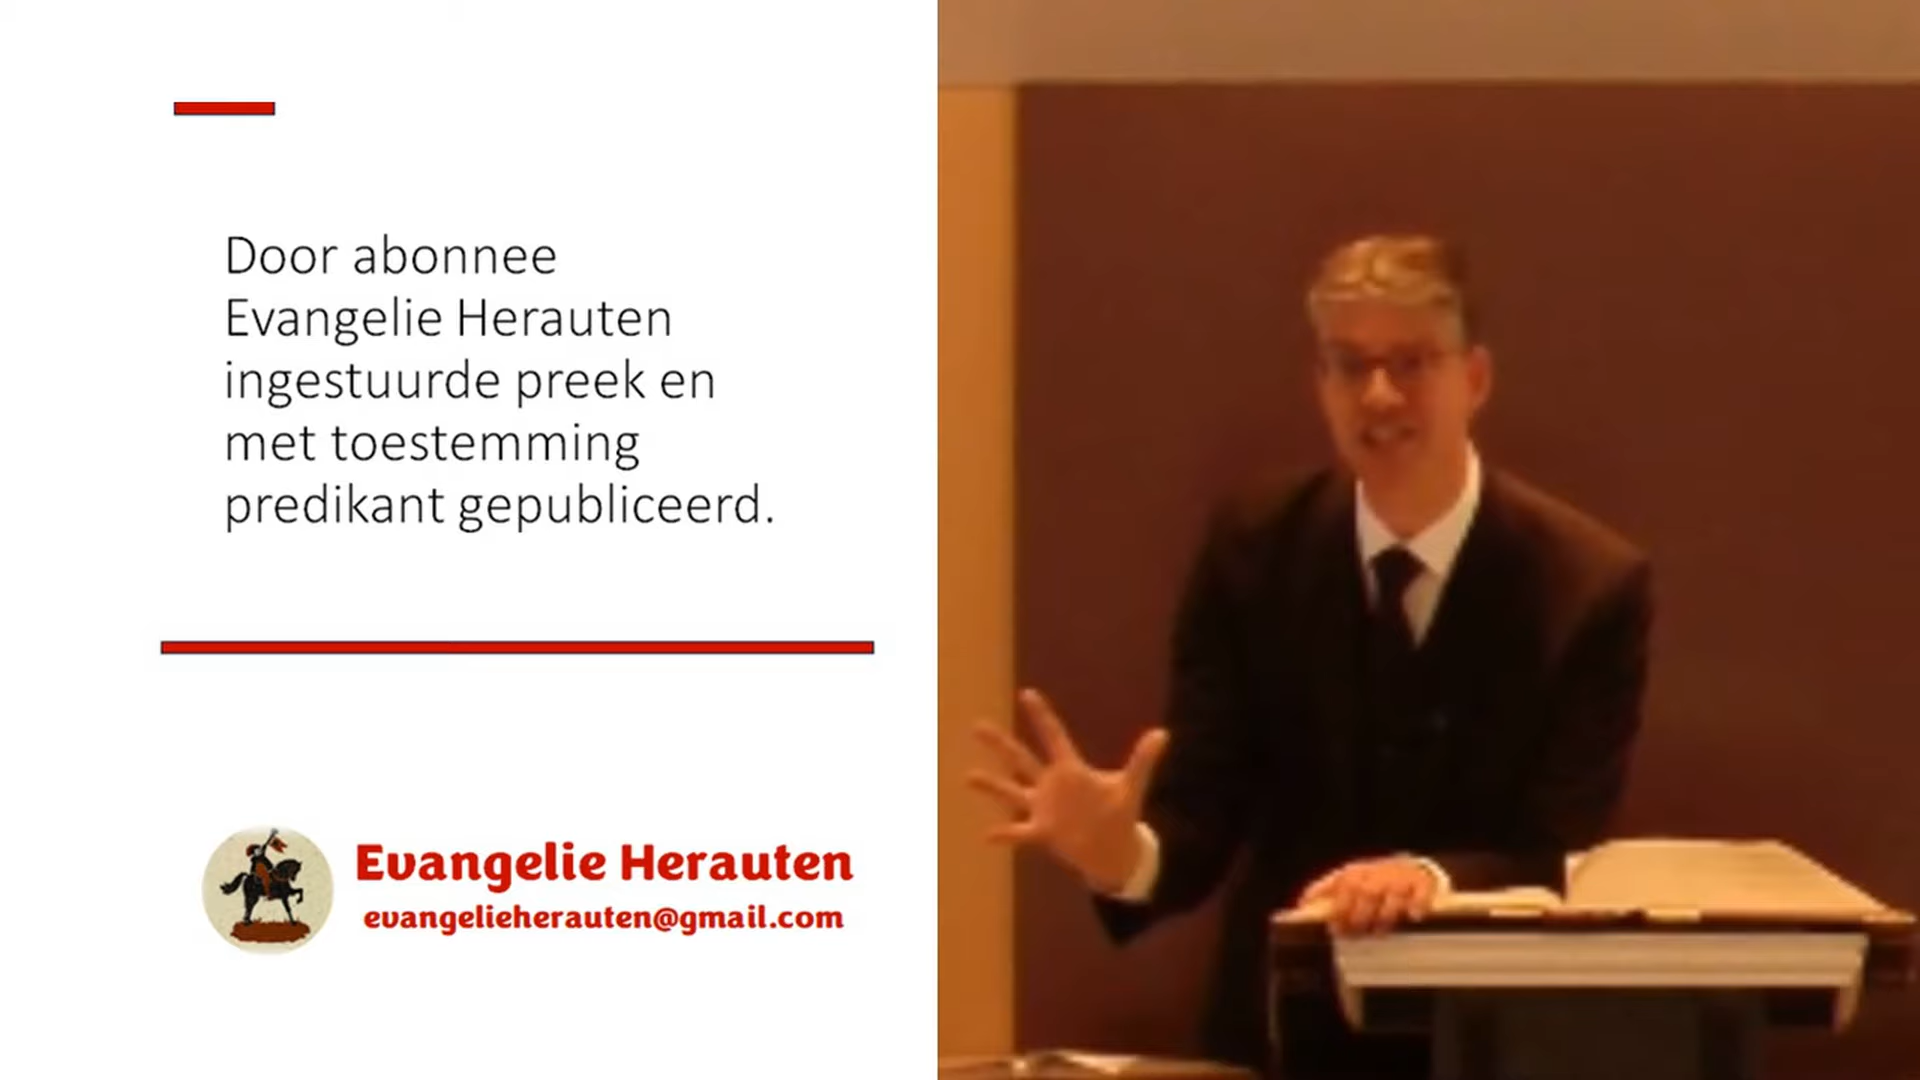 Door abonnee
Evangelie Herauten
ingestuurde preek en
met toestemming
predikant gepubliceerd.
Evangelie Herauten
evangelieherauten@gmail.com